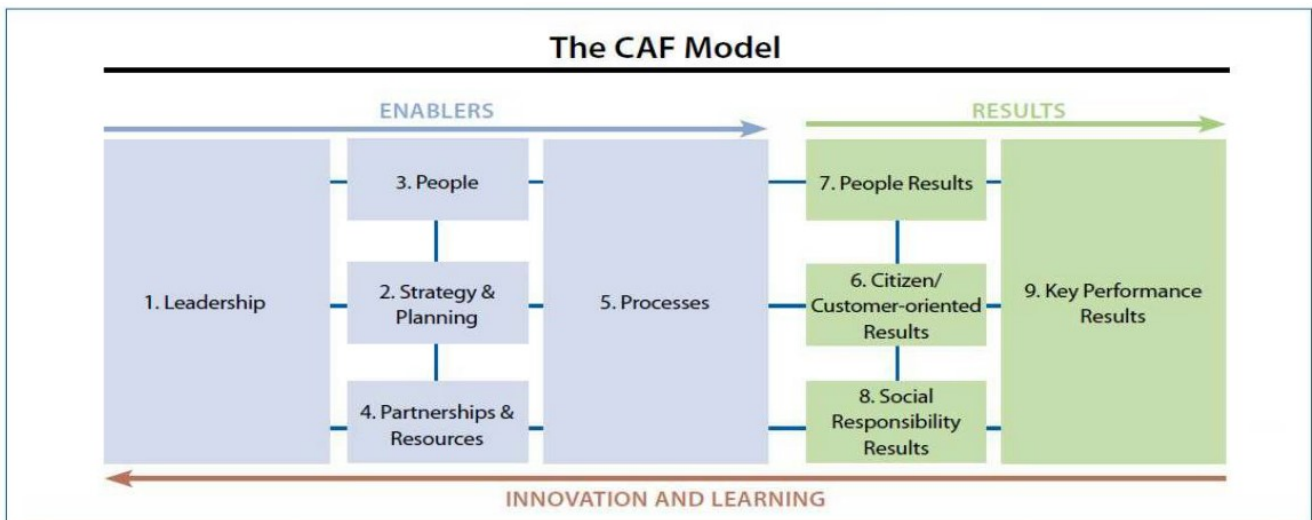 The CAF Model
ENABLERS
RESULTS
1. Leadership
3. People
2. Strategy &
Planning
4. Partnerships &
Resources
5. Processes
7. People Results
6. Citizen/
Customer-oriented
Results
8. Social
Responsibility
Results
9. Key Performance
Results
INNOVATION AND LEARNING